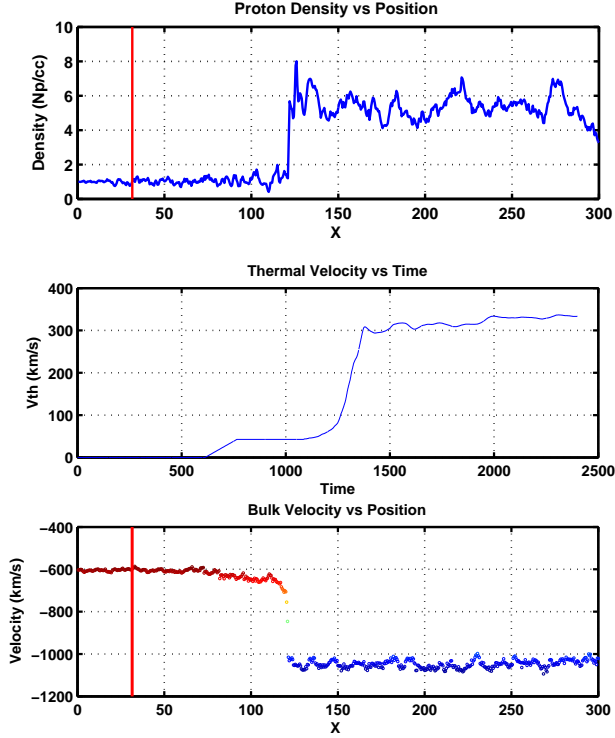 Proton Density vs Position
10
8
6
4
2
0
Density (Np/cc)
0 50 100 150 200 250 300
X
Thermal Velocity vs Time
400
300
200
100
0
Vth (km/s)
0 500 1000 1500 2000 2500
Time
Bulk Velocity vs Position
−400
−600
−800
−1000
−1200
Velocity (km/s)
0 50 100 150 200 250 300
X